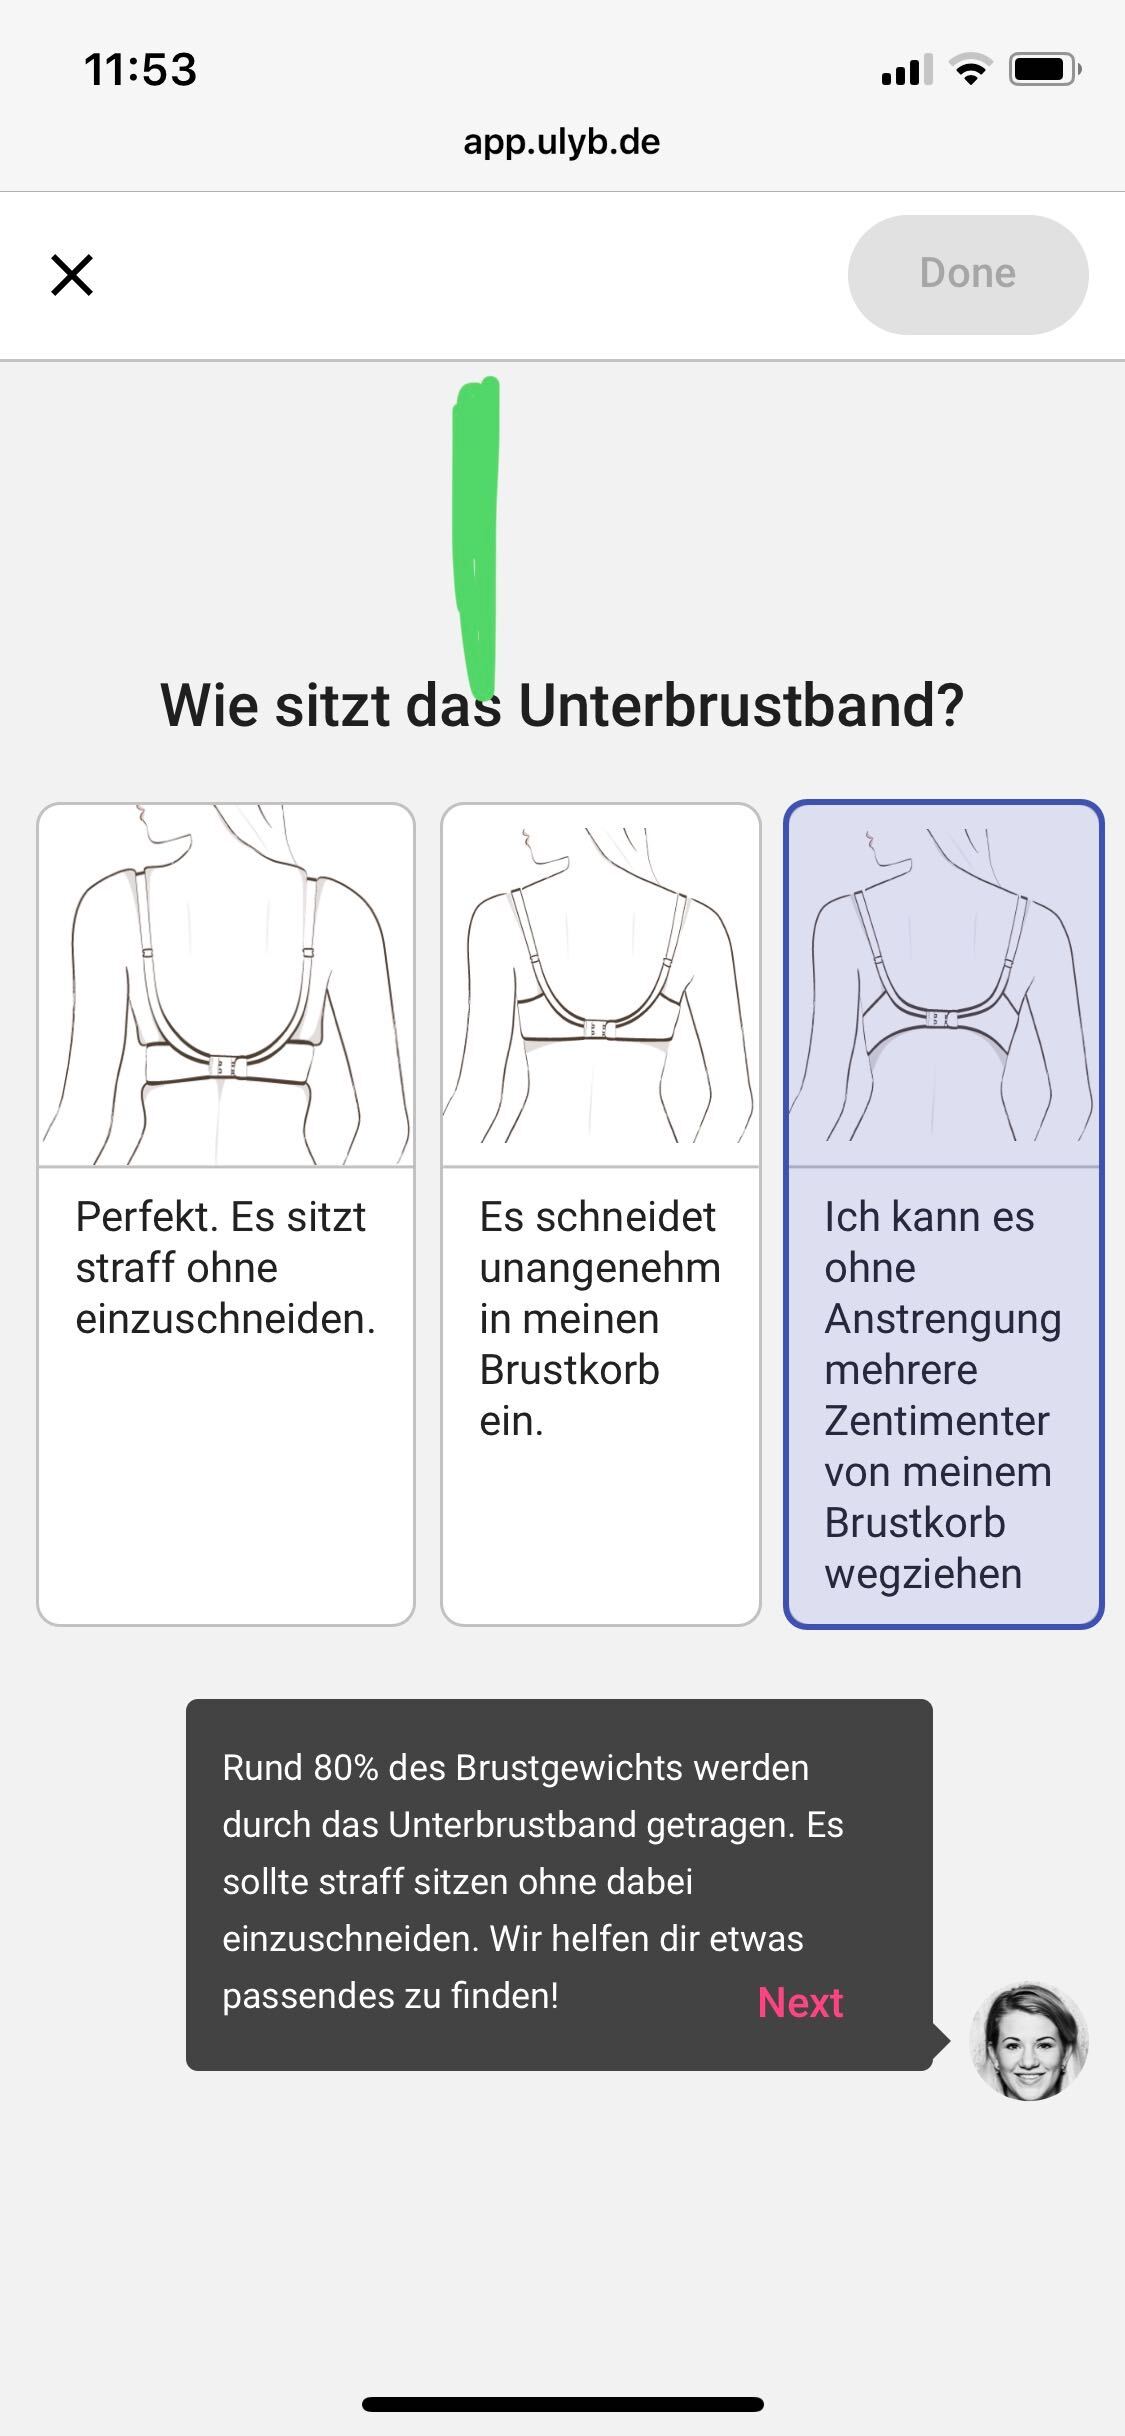 11:53
app.ulyb.de
Done
Wie sitzt das Unterbrustband?
Perfekt. Es sitzt
straff ohne
einzuschneiden.
Es schneidet
unangenehm
in meinen
Brustkorb
ein.
Ich kann es
ohne
Anstrengung
mehrere
Zentimenter
von meinem
Brustkorb
wegziehen
Rund 80% des Brustgewichts werden
durch das Unterbrustband getragen. Es
sollte straff sitzen ohne dabei
einzuschneiden. Wir helfen dir etwas
passendes zu finden!
Next